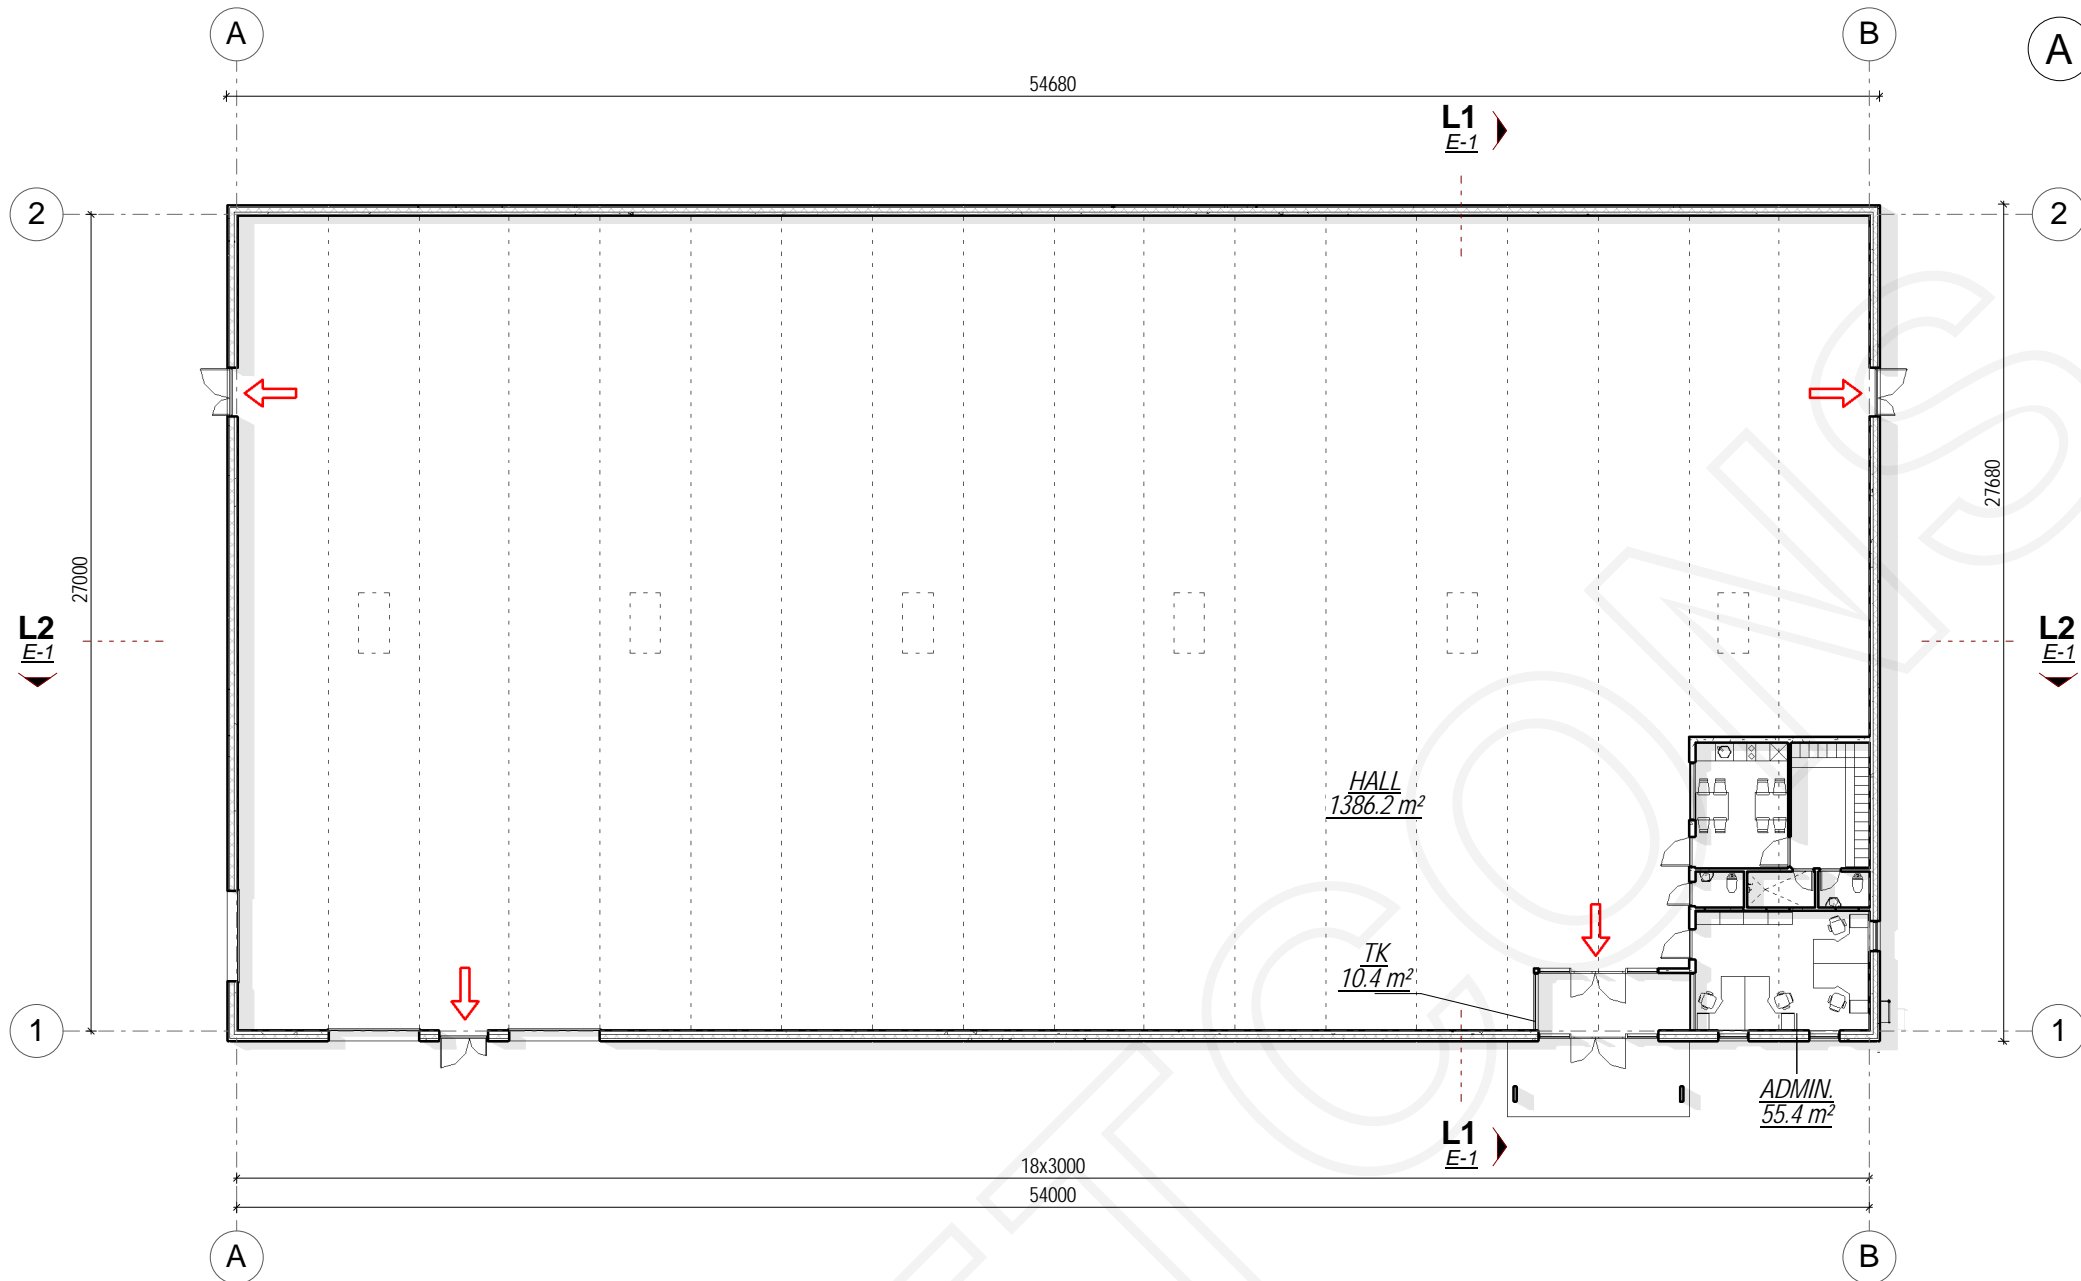 A
B
A
54680
L1
E-1
2
2
27680
27000
L2
E-1
L2
E-1
HALL
1386.2 m²
TK
10.4 m²
1
1
ADMIN.
55.4 m²
L1
E-1
18x3000
54000
A
B
TCONS